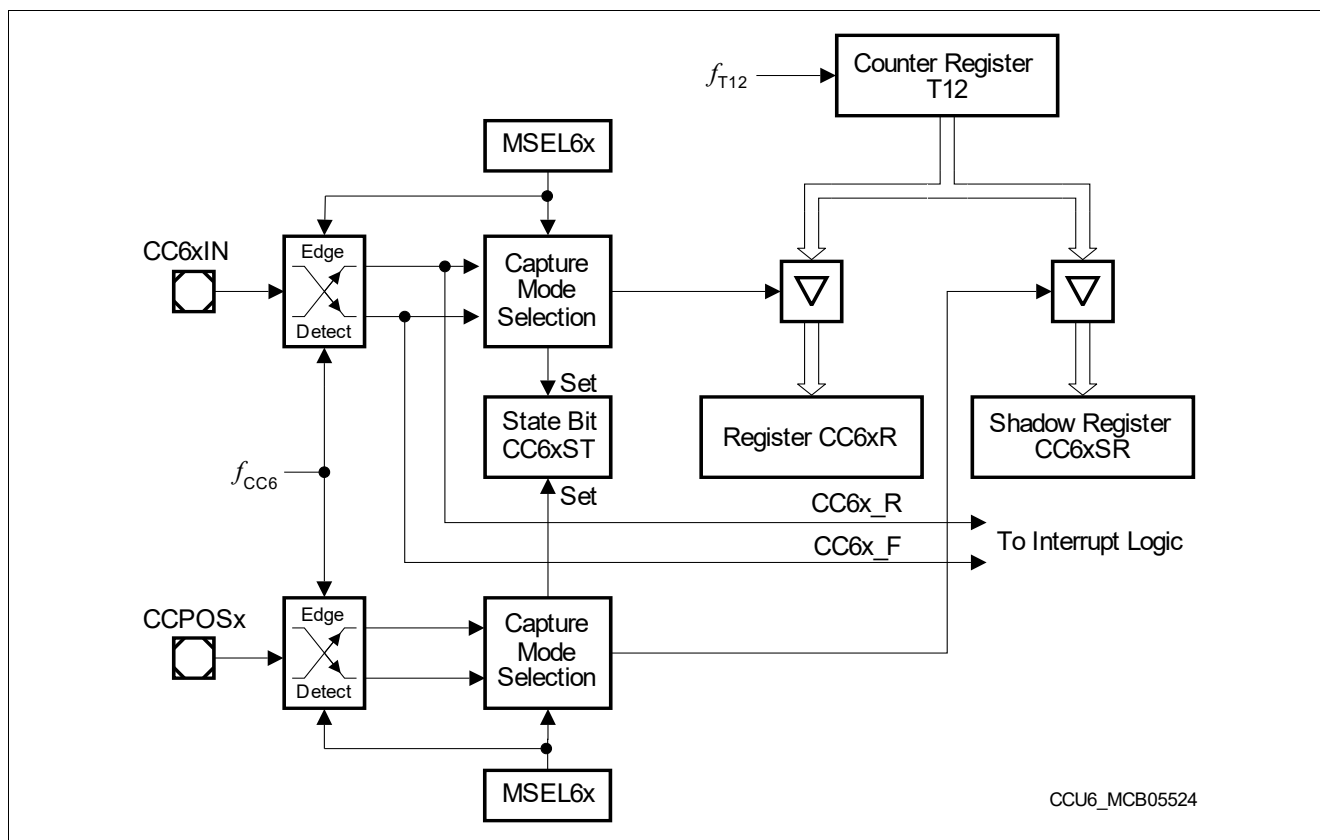 Counter Register
T12
fT12
MSEL6x
CC6xIN
Edge
Detect
Capture
Mode
Selection
Set
State Bit
CC6xST
Set
Register CC6xR
Shadow Register
CC6xSR
fCC6
CC6x_R
CC6x_F
To Interrupt Logic
CCPOSx
Edge
Detect
Capture
Mode
Selection
MSEL6x
CCU6_MCB05524